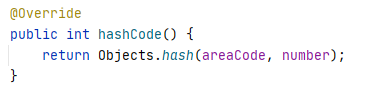 @Override
public int hashCode() {
    return Objects.hash(areaCode, number);
}